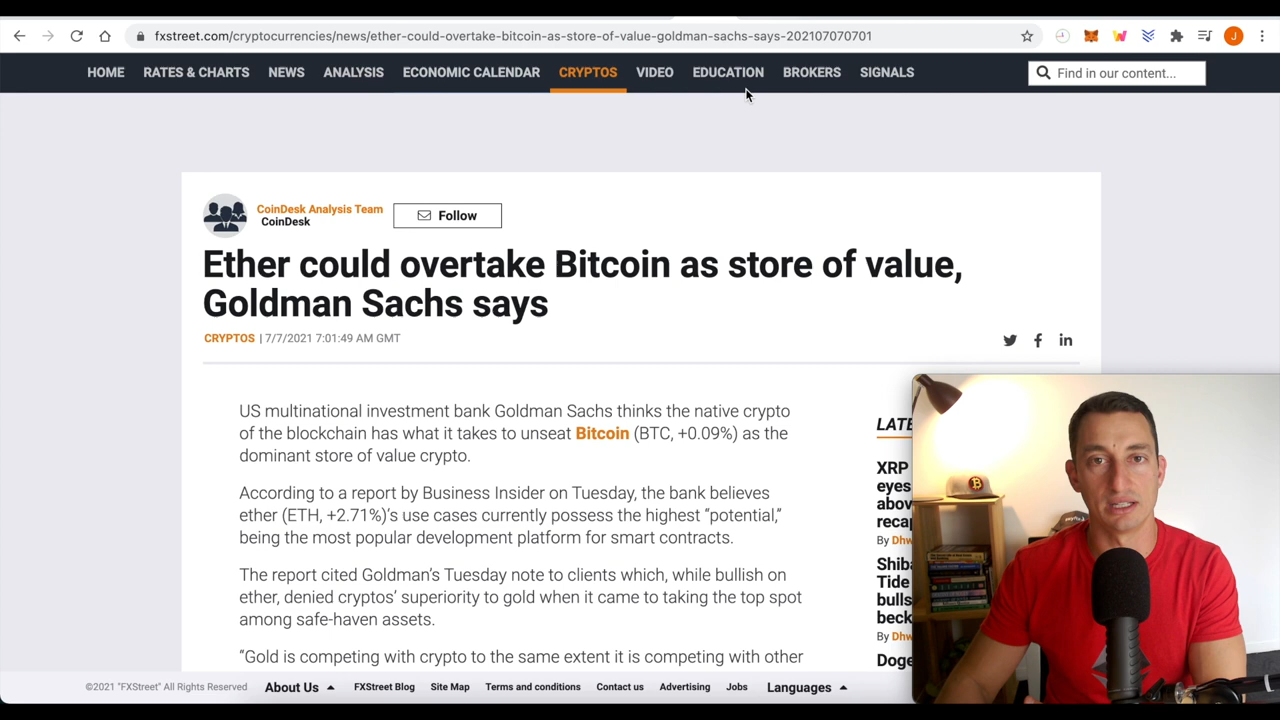 fxstreet.com/cryptocurrencies/news/ether-could-overtake-bitcoin-as-store-of-value-goldman-sachs-says-202107070701
J
HOME RATES & CHARTS NEWS ANALYSIS ECONOMIC CALENDAR CRYPTOS VIDEO EDUCATION BROKERS SIGNALS Find in our content...
CoinDesk Analysis Team
CoinDesk
Follow
Ether could overtake Bitcoin as store of value,
Goldman Sachs says
CRYPTOS | 7/7/2021 7:01:49 AM GMT
US multinational investment bank Goldman Sachs thinks the native crypto
of the blockchain has what it takes to unseat Bitcoin (BTC, +0.09%) as the
dominant store of value crypto.
According to a report by Business Insider on Tuesday, the bank believes
ether (ETH, +2.71%)'s use cases currently possess the highest “potential,”
being the most popular development platform for smart contracts.
The report cited Goldman's Tuesday note to clients which, while bullish on
ether, denied cryptos' superiority to gold when it came to taking the top spot
among safe-haven assets.
“Gold is competing with crypto to the same extent it is competing with other
XRP
eyes
By
Shiba
Tide
bulls
By
©2021 "FXStreet" All Rights Reserved About Us FXStreet Blog Site Map Terms and conditions Contact us Advertising Jobs Languages